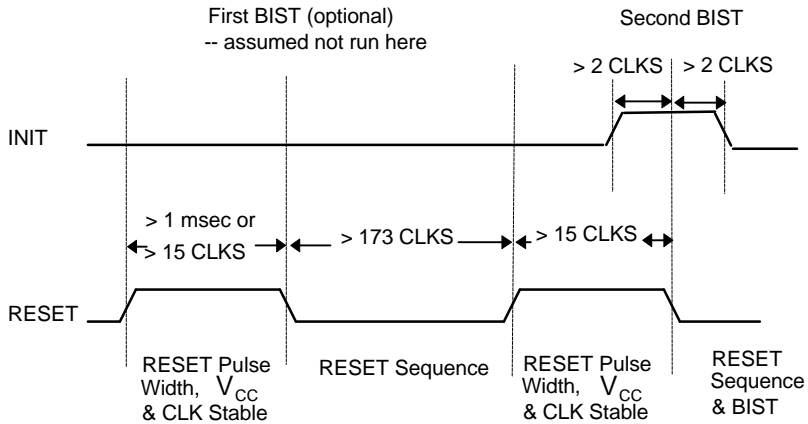 First BIST (optional)
-- assumed not run here
Second BIST
> 2 CLKS
> 2 CLKS
INIT
> 1 msec or
> 15 CLKS
> 173 CLKS
> 15 CLKS
RESET
RESET Pulse
Width, VCC
& CLK Stable
RESET Sequence
RESET Pulse
Width, VCC
& CLK Stable
RESET
Sequence
& BIST